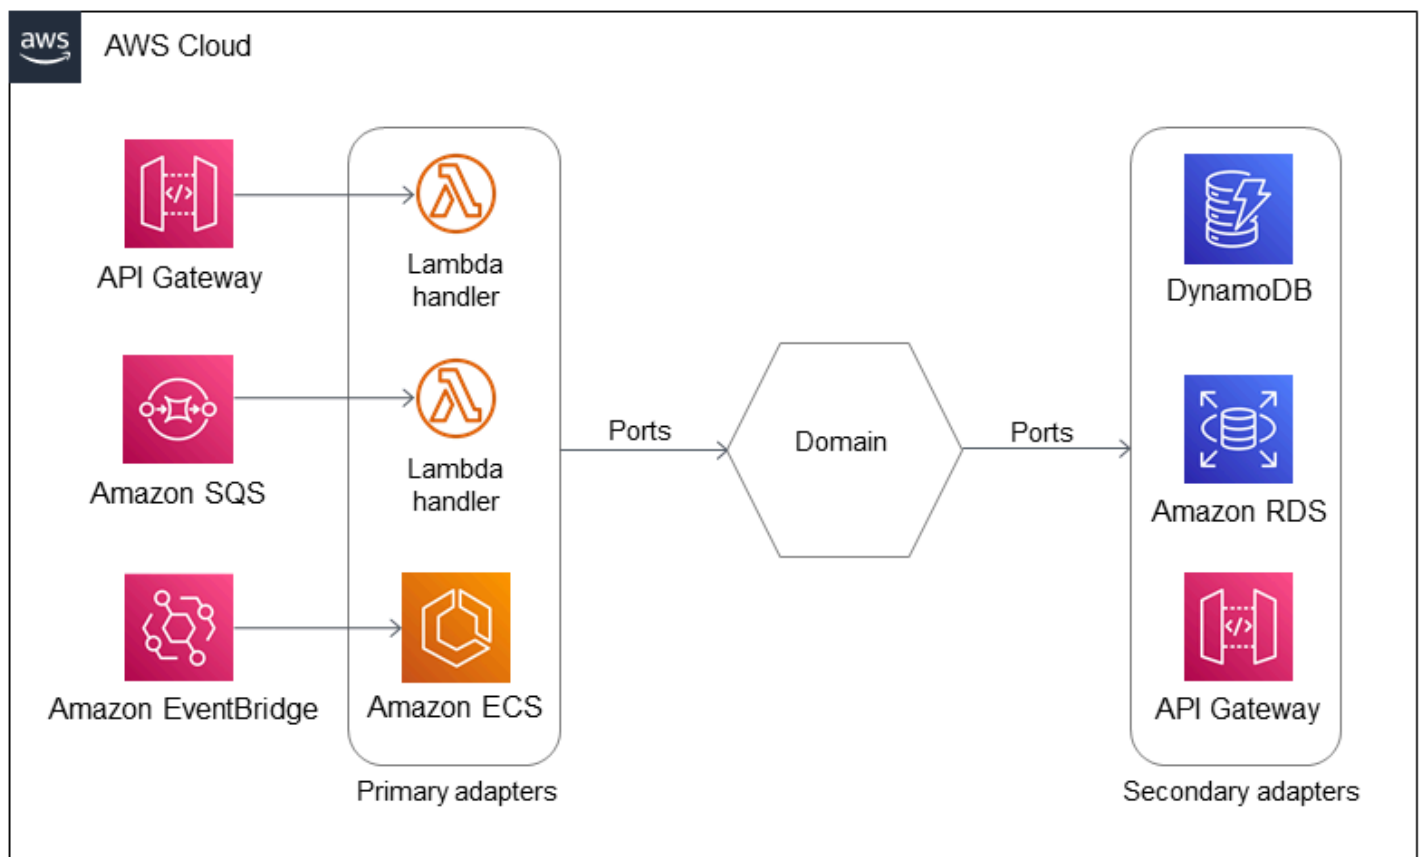 aws
AWS Cloud
API Gateway
Lambda
handler
DynamoDB
Amazon SQS
Lambda
handler
Ports
Domain
Ports
Amazon RDS
Amazon EventBridge
Amazon ECS
API Gateway
Primary adapters
Secondary adapters